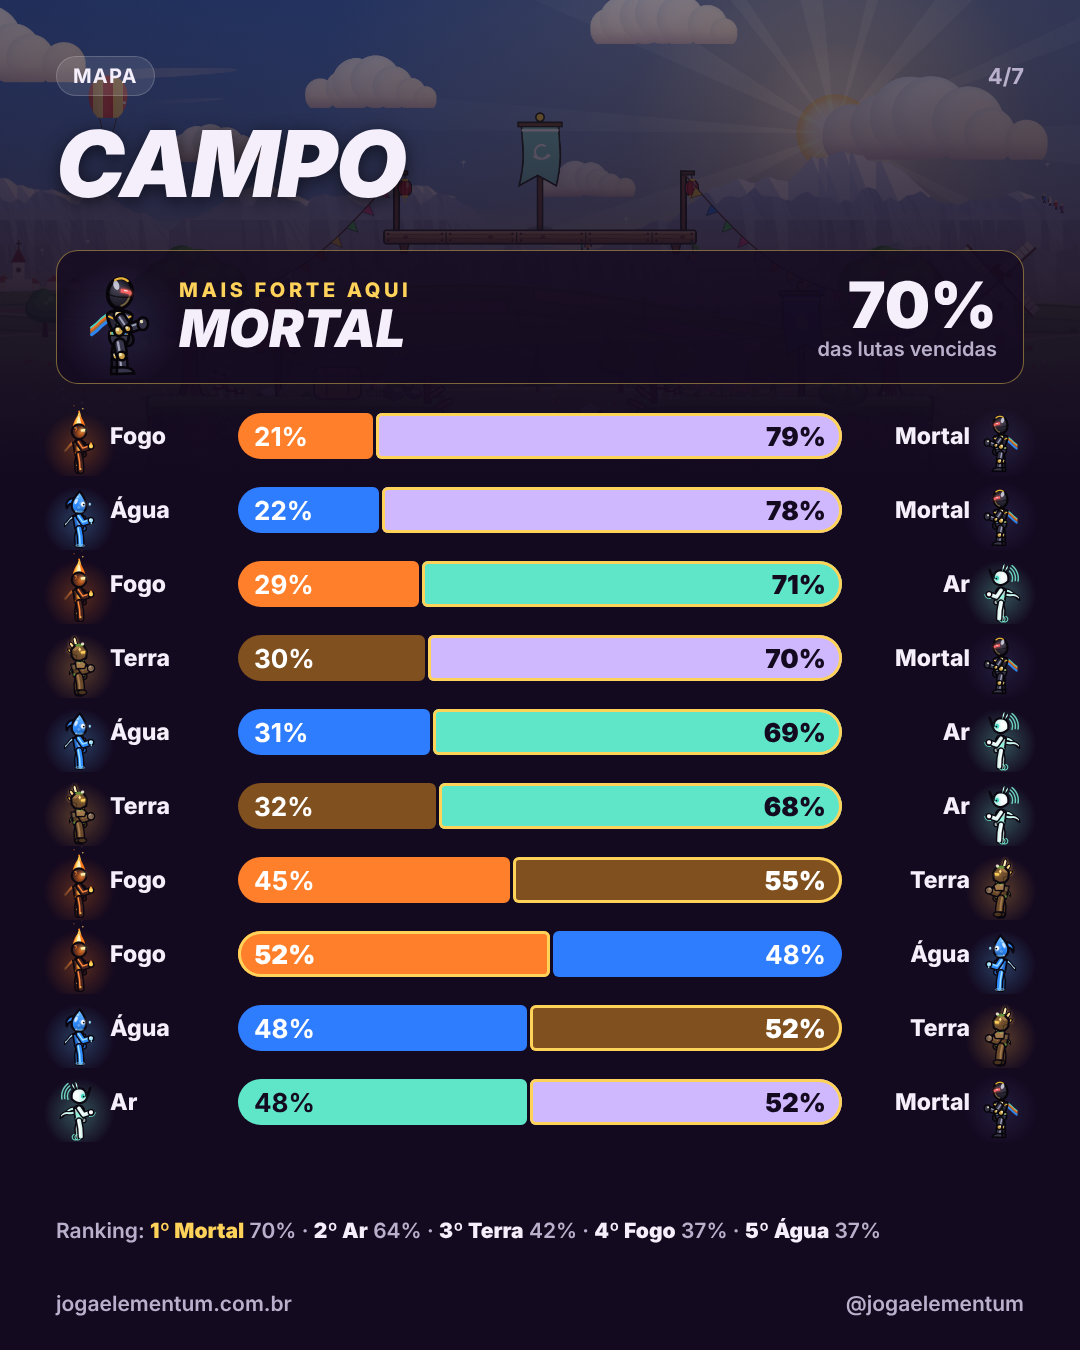 MAPA
4/7
CAMPO
MAIS FORTE AQUI
MORTAL
70%
das lutas vencidas
Fogo 21% 79% Mortal
Água 22% 78% Mortal
Fogo 29% 71% Ar
Terra 30% 70% Mortal
Água 31% 69% Ar
Terra 32% 68% Ar
Fogo 45% 55% Terra
Fogo 52% 48% Água
Água 48% 52% Terra
Ar 48% 52% Mortal
Ranking: 1º Mortal 70% · 2º Ar 64% · 3º Terra 42% · 4º Fogo 37% · 5º Água 37%
jogaelementum.com.br
@jogaelementum